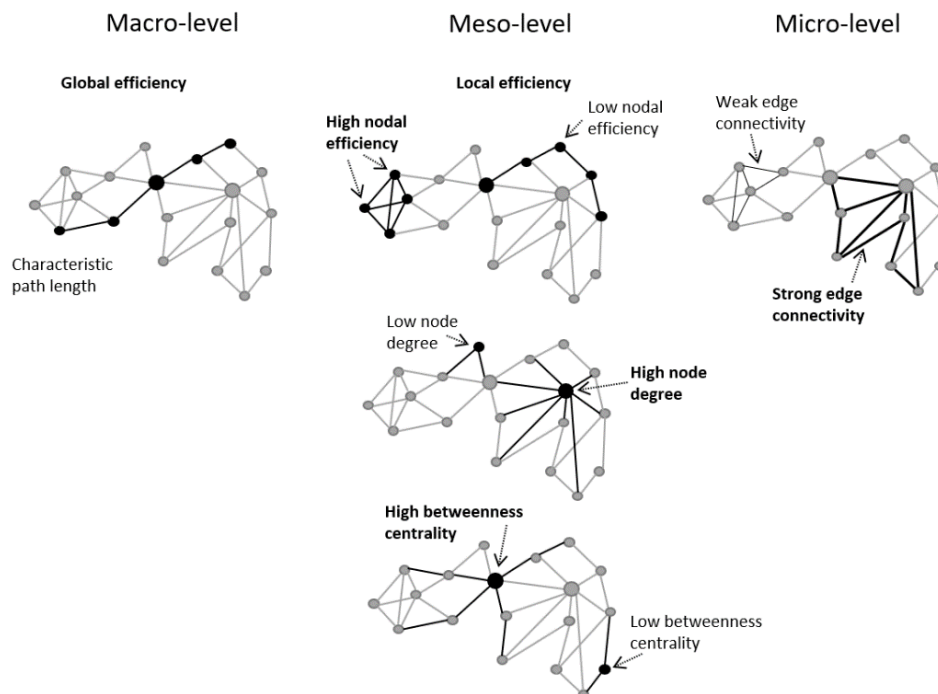 Macro-level
Meso-level
Micro-level
Global efficiency
Characteristic
path length
Local efficiency
High nodal
efficiency
Low nodal
efficiency
Low node
degree
High node
degree
High betweenness
centrality
Low betweenness
centrality
Weak edge
connectivity
Strong edge
connectivity